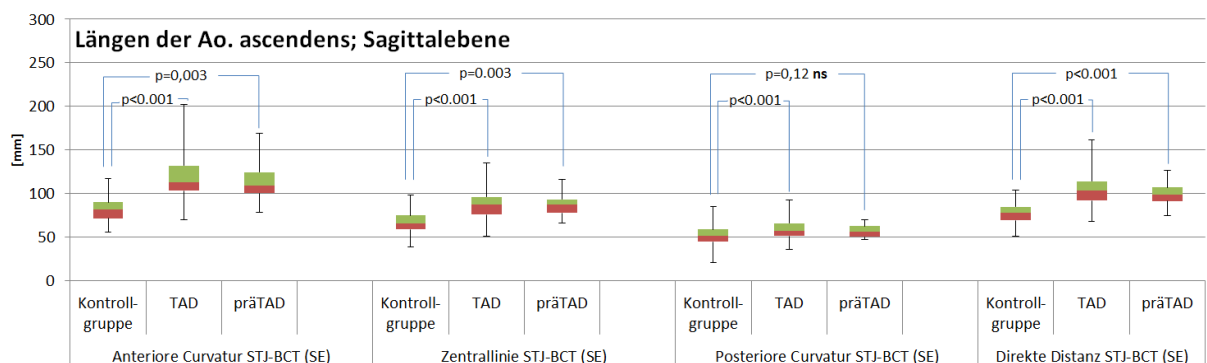 300
Längen der Ao. ascendens; Sagittalebene
250
p=0,003
p=0.003
p=0,12 ns
p<0.001
200
p<0.001
p<0.001
p<0.001
p<0.001
[mm]
150
100
50
0
Kontroll-
gruppe
TAD
präTAD
Kontroll-
gruppe
TAD
präTAD
Kontroll-
gruppe
TAD
präTAD
Kontroll-
gruppe
TAD
präTAD
Anteriore Curvatur STJ-BCT (SE)
Zentrallinie STJ-BCT (SE)
Posteriore Curvatur STJ-BCT (SE)
Direkte Distanz STJ-BCT (SE)